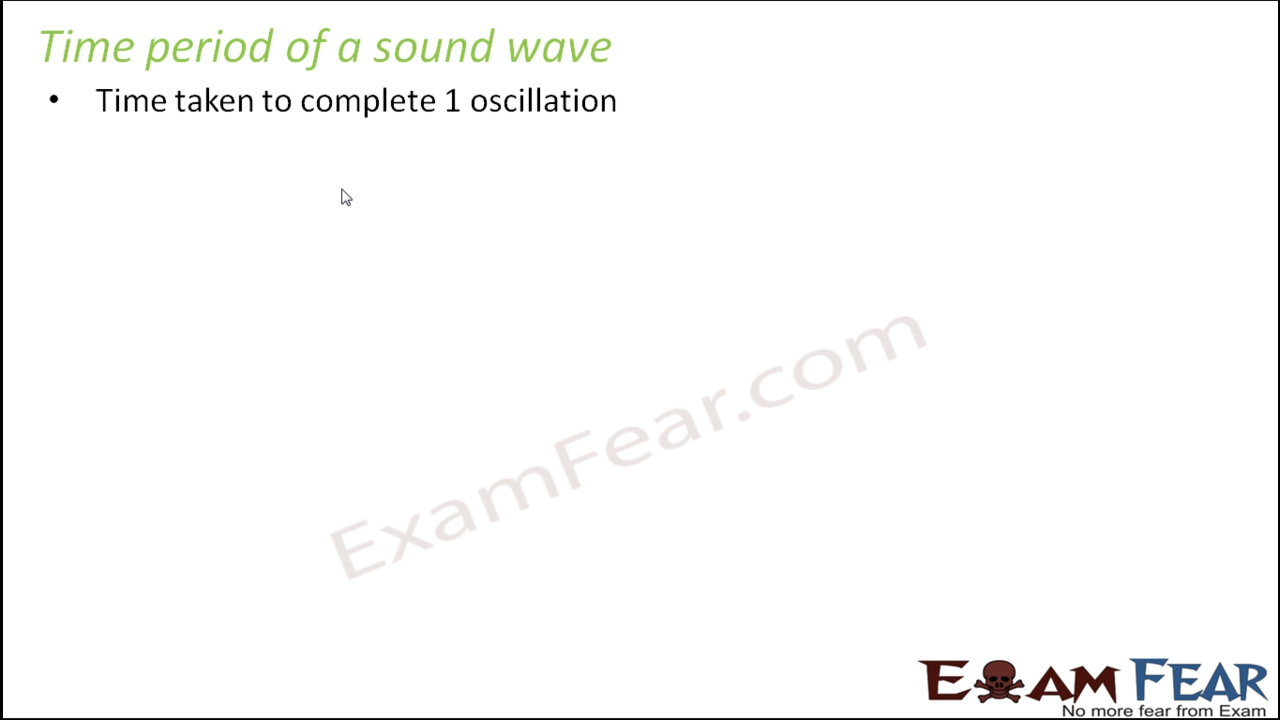 Time period of a sound wave
• Time taken to complete 1 oscillation
ExamFear.com
EXAM FEAR
No more fear from Exam